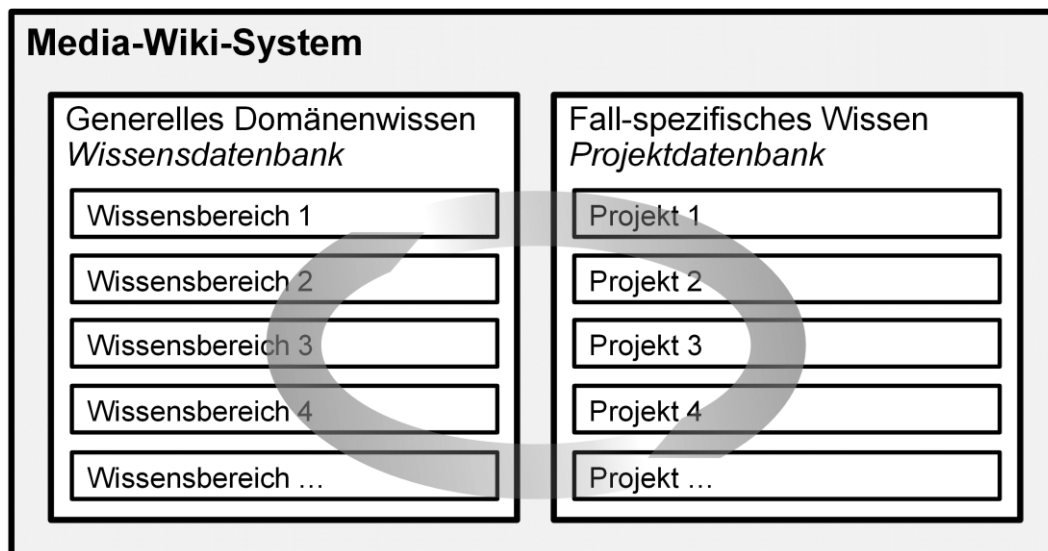 Media-Wiki-System
Generelles Domänenwissen
Wissensdatenbank
Wissensbereich 1
Wissensbereich 2
Wissensbereich 3
Wissensbereich 4
Wissensbereich ...
Fall-spezifisches Wissen
Projektdatenbank
Projekt 1
Projekt 2
Projekt 3
Projekt 4
Projekt ...